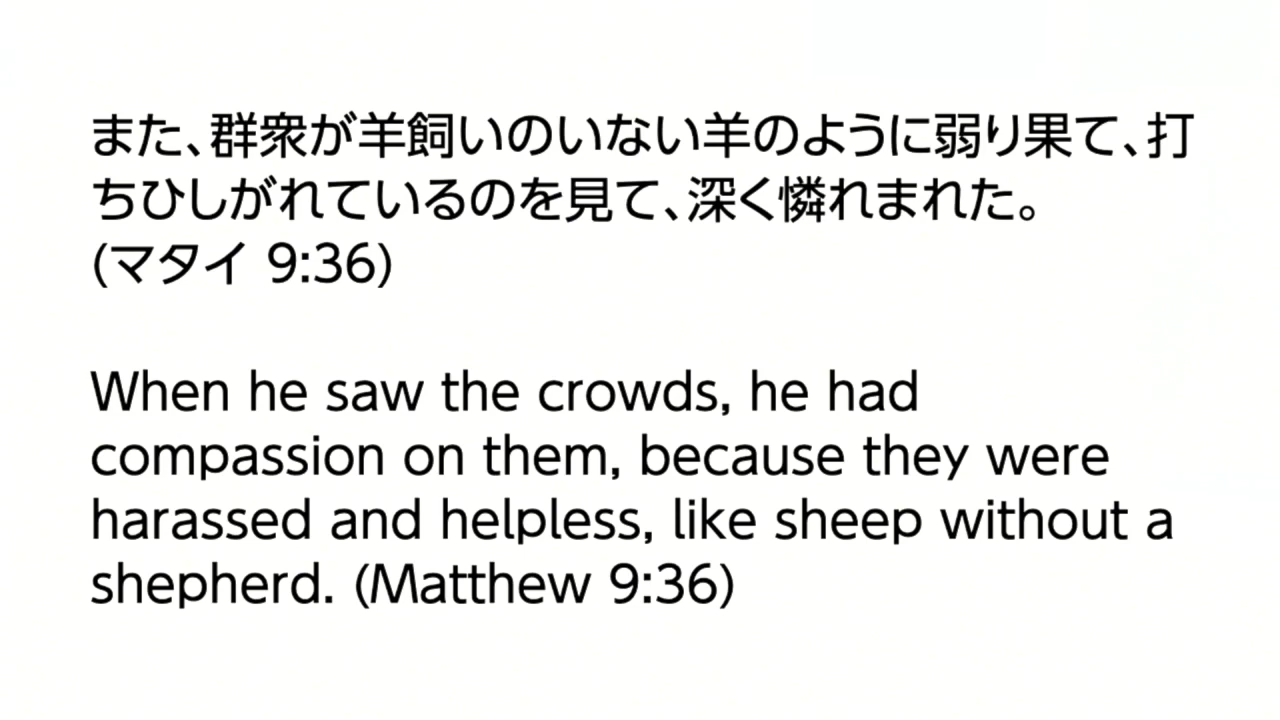 また、群衆が羊飼いのいない羊のように弱り果て、打
ちひしがれているのを見て、深く憐れまれた。
(マタイ 9:36)
When he saw the crowds, he had
compassion on them, because they were
harassed and helpless, like sheep without a
shepherd. (Matthew 9:36)